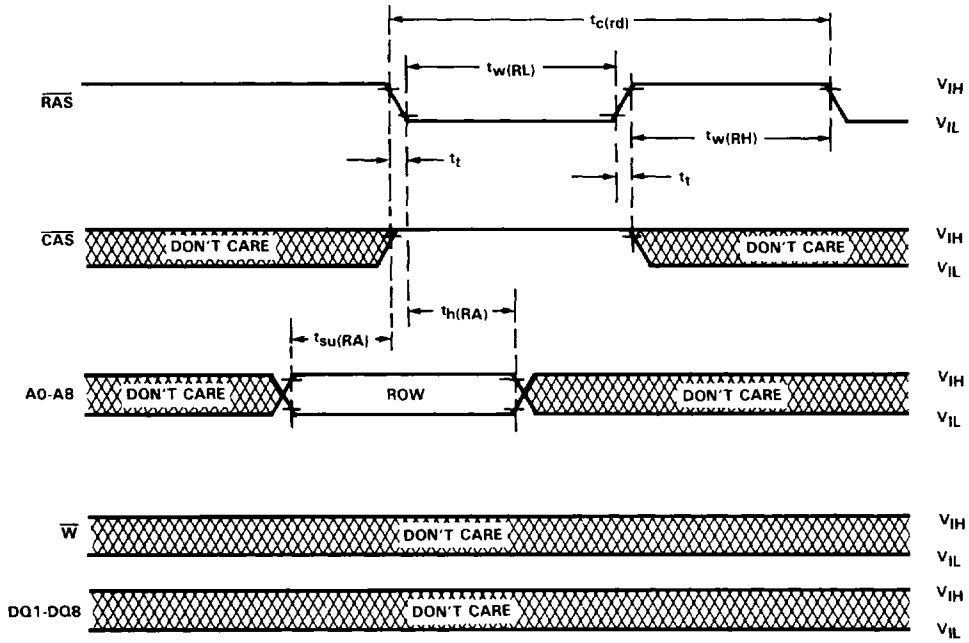 tc(rd)
tw(RL)
RAS
VIH
VIL
tw(RH)
tt
tt
CAS
DON'T CARE
DON'T CARE
VIH
VIL
th(RA)
tsu(RA)
A0-A8
DON'T CARE
ROW
DON'T CARE
VIH
VIL
W
DON'T CARE
VIH
VIL
DQ1-DQ8
DON'T CARE
VIH
VIL